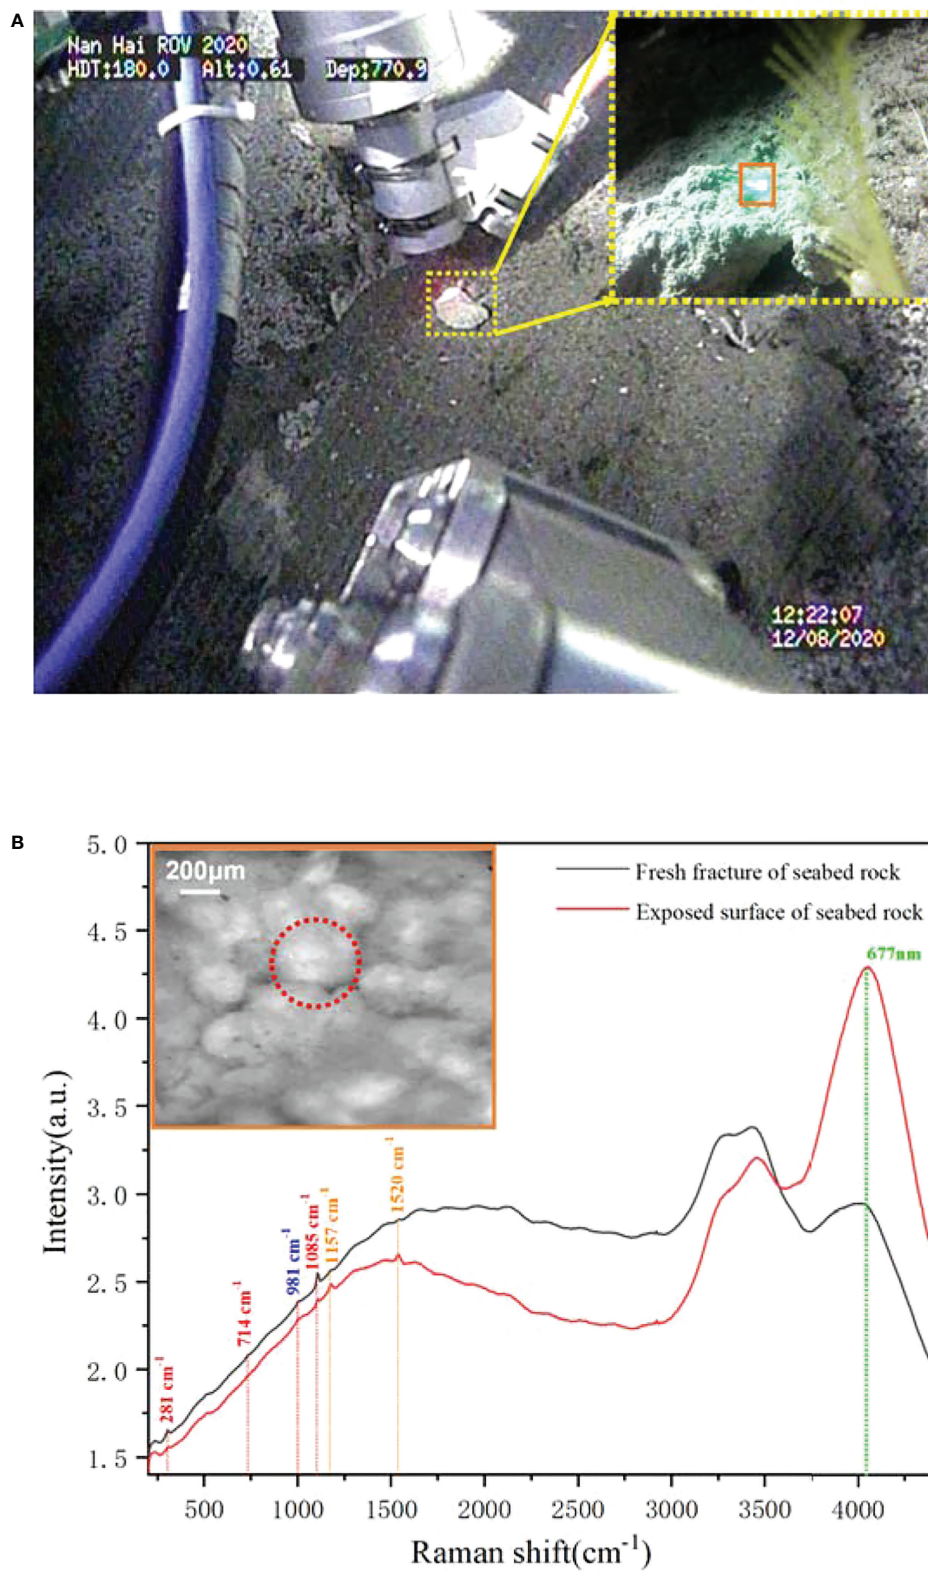 A
Nan Hai ROV 2020
HDT:180.0 Alt:0.61 Dep:770.9
12:22:07
12/08/2020
B
5.0
4.5
4.0
3.5
3.0
2.5
2.0
1.5
Intensity(a.u.)
200μm
Fresh fracture of seabed rock
Exposed surface of seabed rock
677nm
281 cm⁻¹
714 cm⁻¹
981 cm⁻¹
1085 cm⁻¹
1157 cm⁻¹
1520 cm⁻¹
500 1000 1500 2000 2500 3000 3500 4000
Raman shift(cm⁻¹)